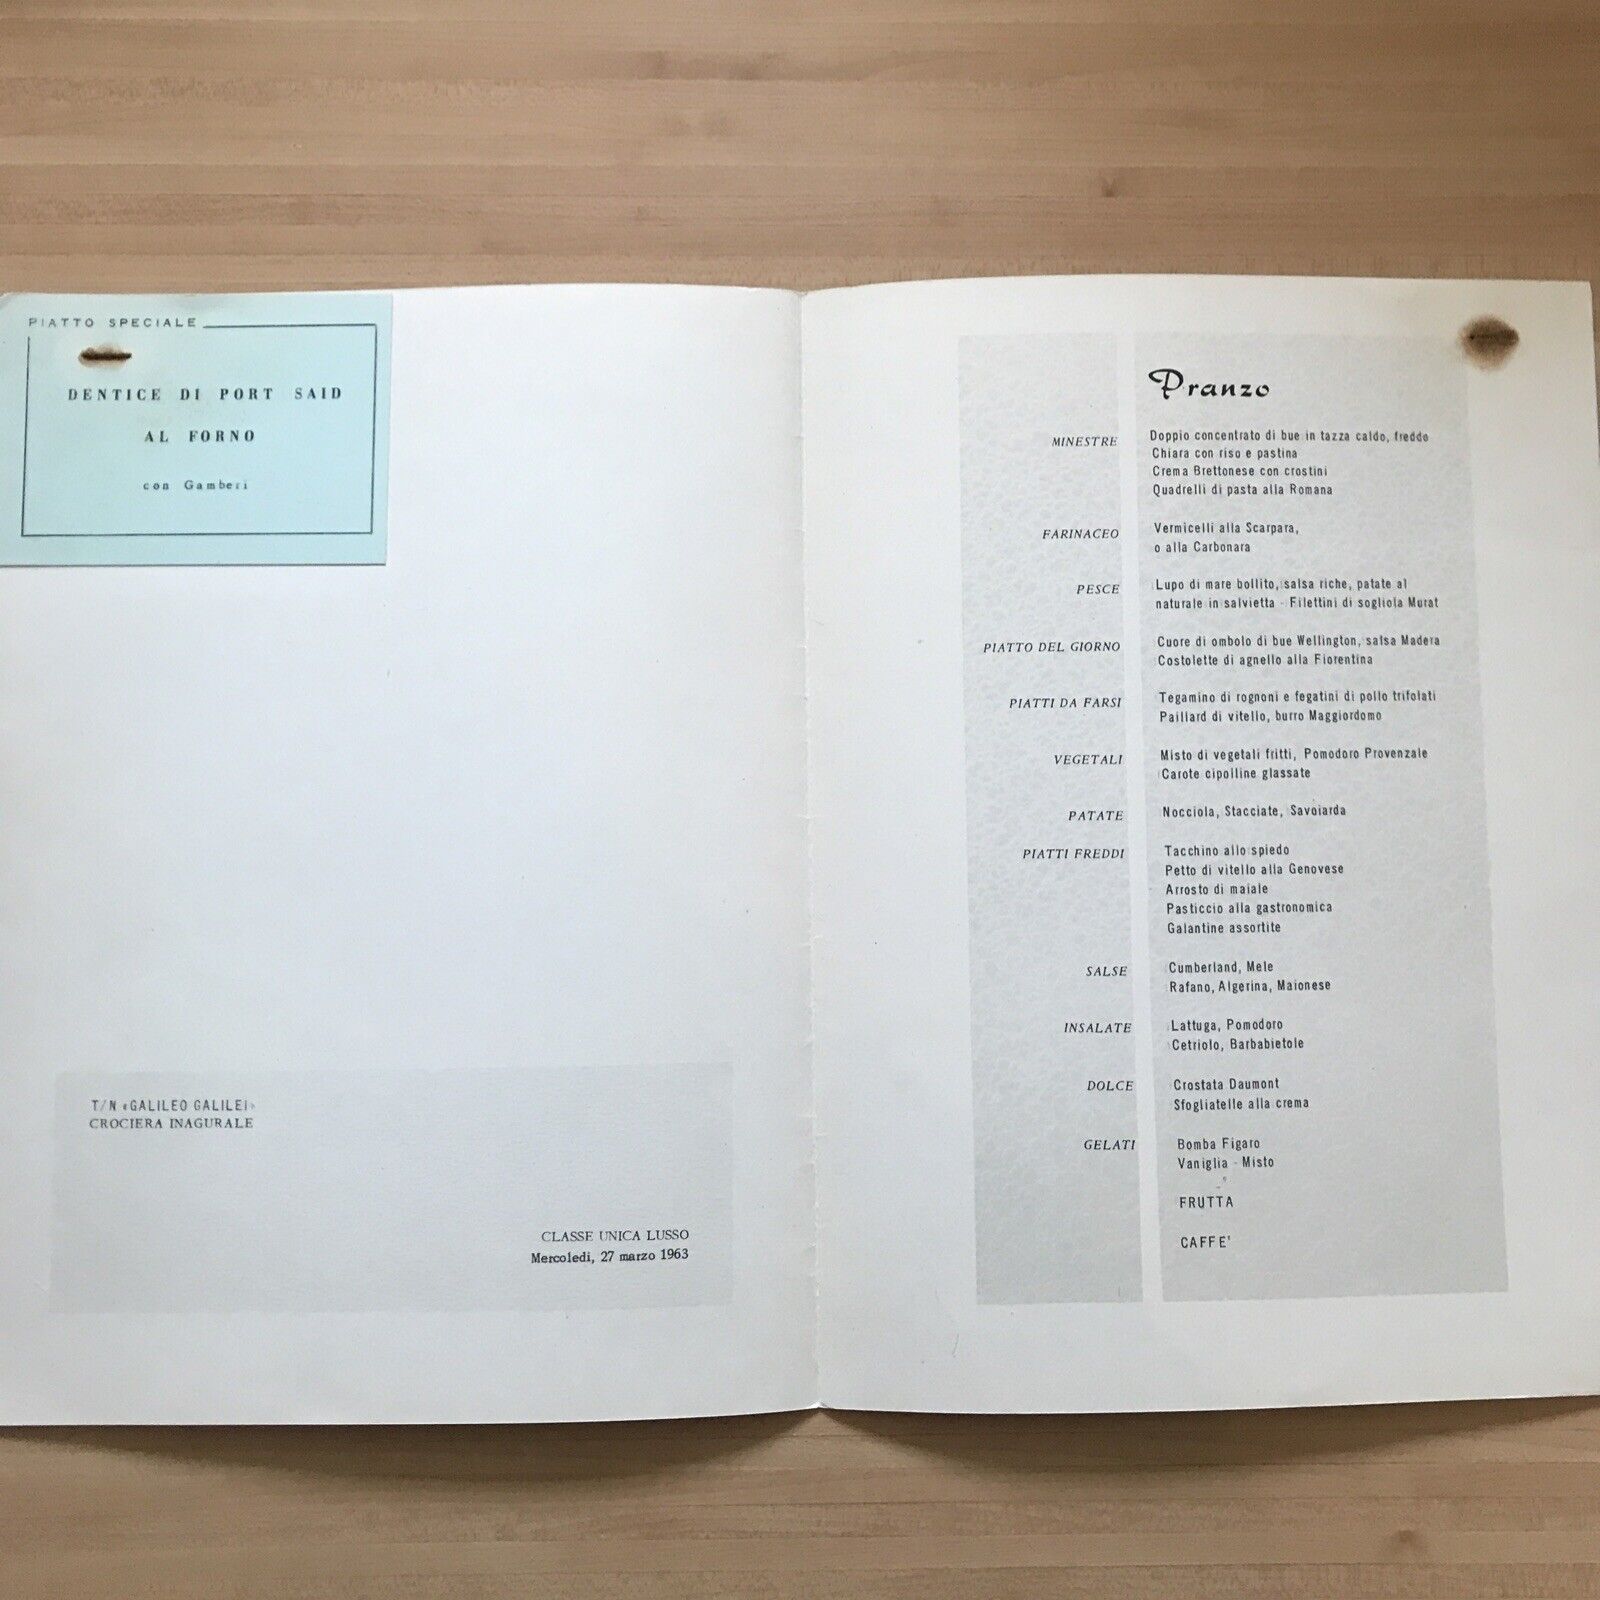 PIATTO SPECIALE
DENTICE DI PORT SAID
AL FORNO
con Gamberi
T/N «GALILEO GALILEI»
CROCIERA INAGURALE
CLASSE UNICA LUSSO
Mercoledi, 27 marzo 1963
Pranzo
MINESTRE Doppio concentrato di bue in tazza caldo, freddo
Chiara con riso e pastina
Crema Brettonese con crostini
Quadrelli di pasta alla Romana
FARINACEO Vermicelli alla Scarpara,
o alla Carbonara
PESCE Lupo di mare bollito, salsa riche, patate al
naturale in salvietta - Filettini di sogliola Murat
PIATTO DEL GIORNO Cuore di ombolo di bue Wellington, salsa Madera
Costolette di agnello alla Fiorentina
PIATTI DA FARSI Tegamino di rognoni e fegatini di pollo trifolati
Paillard di vitello, burro Maggiordomo
VEGETALI Misto di vegetali fritti, Pomodoro Provenzale
Carote cipolline glassate
PATATE Nocciola, Stacciate, Savoiarda
PIATTI FREDDI Tacchino allo spiedo
Petto di vitello alla Genovese
Arrosto di maiale
Pasticcio alla gastronomica
Galantine assortite
SALSE Cumberland, Mele
Rafano, Algerina, Maionese
INSALATE Lattuga, Pomodoro
Cetriolo, Barbabietole
DOLCE Crostata Daumont
Sfogliatelle alla crema
GELATI Bomba Figaro
Vaniglia - Misto
FRUTTA
CAFFE'